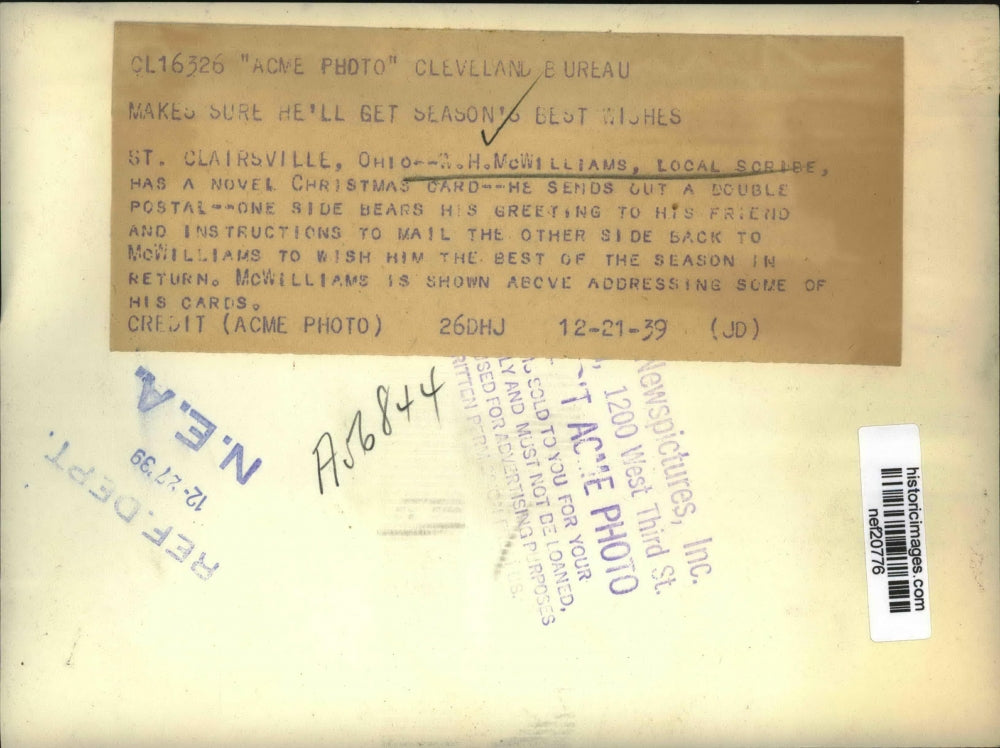 CL16326 "ACME PHOTO" CLEVELAND BUREAU
MAKES SURE HE'LL GET SEASON'S BEST WISHES
ST. CLAIRSVILLE, OHIO--W.H.McWILLIAMS, LOCAL SCRIBE,
HAS A NOVEL CHRISTMAS CARD--HE SENDS OUT A DOUBLE
POSTAL--ONE SIDE BEARS HIS GREETING TO HIS FRIEND
AND INSTRUCTIONS TO MAIL THE OTHER SIDE BACK TO
McWILLIAMS TO WISH HIM THE BEST OF THE SEASON IN
RETURN. McWILLIAMS IS SHOWN ABOVE ADDRESSING SOME OF
HIS CARDS.
CREDIT (ACME PHOTO) 26DHJ 12-21-39 (JD)
N.E.A.
12-27'39
REF. DEPT.
A56844
Newspictures, Inc.
1200 West Third St.
ACME PHOTO
SOLD TO YOU FOR YOUR
LY AND MUST NOT BE LOANED,
SED FOR ADVERTISING PURPOSES
historicimages.com
nef20776